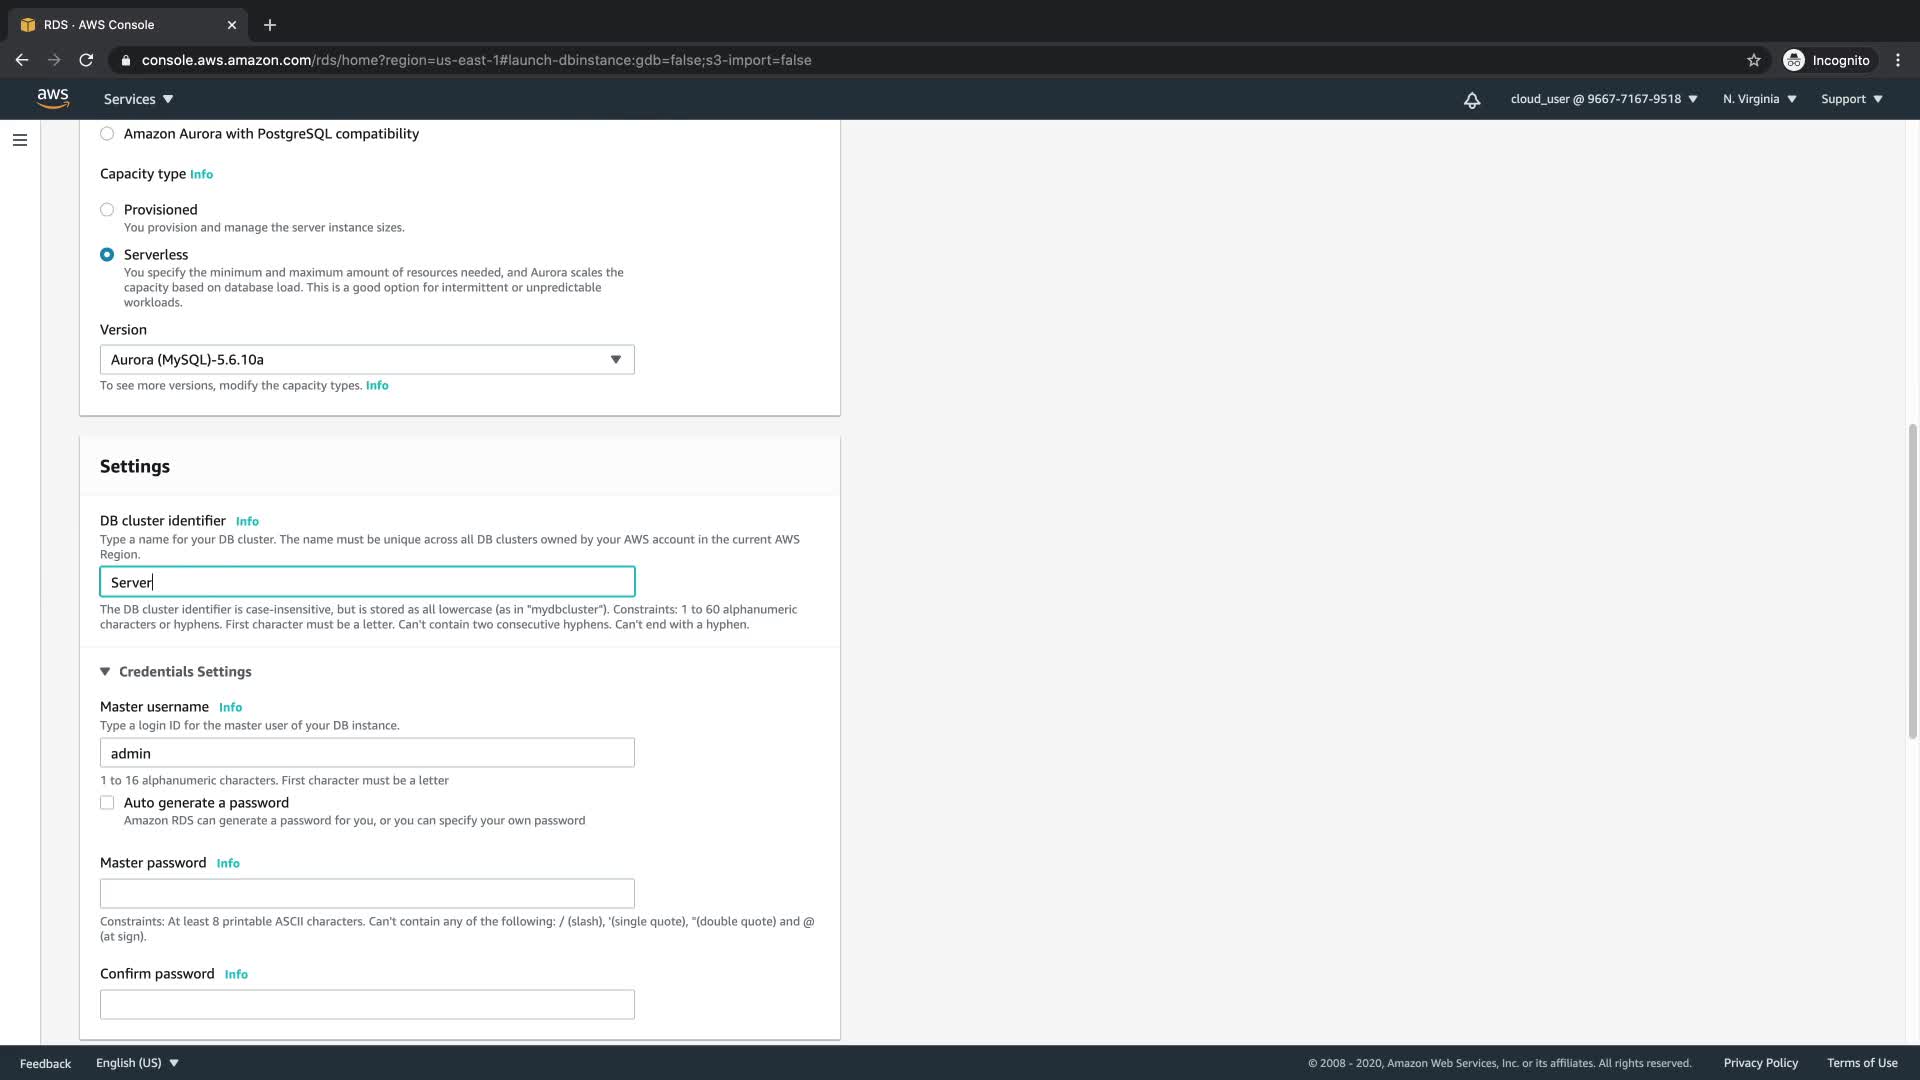 RDS · AWS Console
console.aws.amazon.com/rds/home?region=us-east-1#launch-dbinstance:gdb=false;s3-import=false
Incognito
aws
Services
cloud_user @ 9667-7167-9518
N. Virginia
Support
Amazon Aurora with PostgreSQL compatibility
Capacity type Info
Provisioned
You provision and manage the server instance sizes.
Serverless
You specify the minimum and maximum amount of resources needed, and Aurora scales the
capacity based on database load. This is a good option for intermittent or unpredictable
workloads.
Version
Aurora (MySQL)-5.6.10a
To see more versions, modify the capacity types. Info
Settings
DB cluster identifier Info
Type a name for your DB cluster. The name must be unique across all DB clusters owned by your AWS account in the current AWS
Region.
Server
The DB cluster identifier is case-insensitive, but is stored as all lowercase (as in "mydbcluster"). Constraints: 1 to 60 alphanumeric
characters or hyphens. First character must be a letter. Can't contain two consecutive hyphens. Can't end with a hyphen.
Credentials Settings
Master username Info
Type a login ID for the master user of your DB instance.
admin
1 to 16 alphanumeric characters. First character must be a letter
Auto generate a password
Amazon RDS can generate a password for you, or you can specify your own password
Master password Info
Constraints: At least 8 printable ASCII characters. Can't contain any of the following: / (slash), '(single quote), "(double quote) and @
(at sign).
Confirm password Info
Feedback
English (US)
© 2008 - 2020, Amazon Web Services, Inc. or its affiliates. All rights reserved.
Privacy Policy
Terms of Use